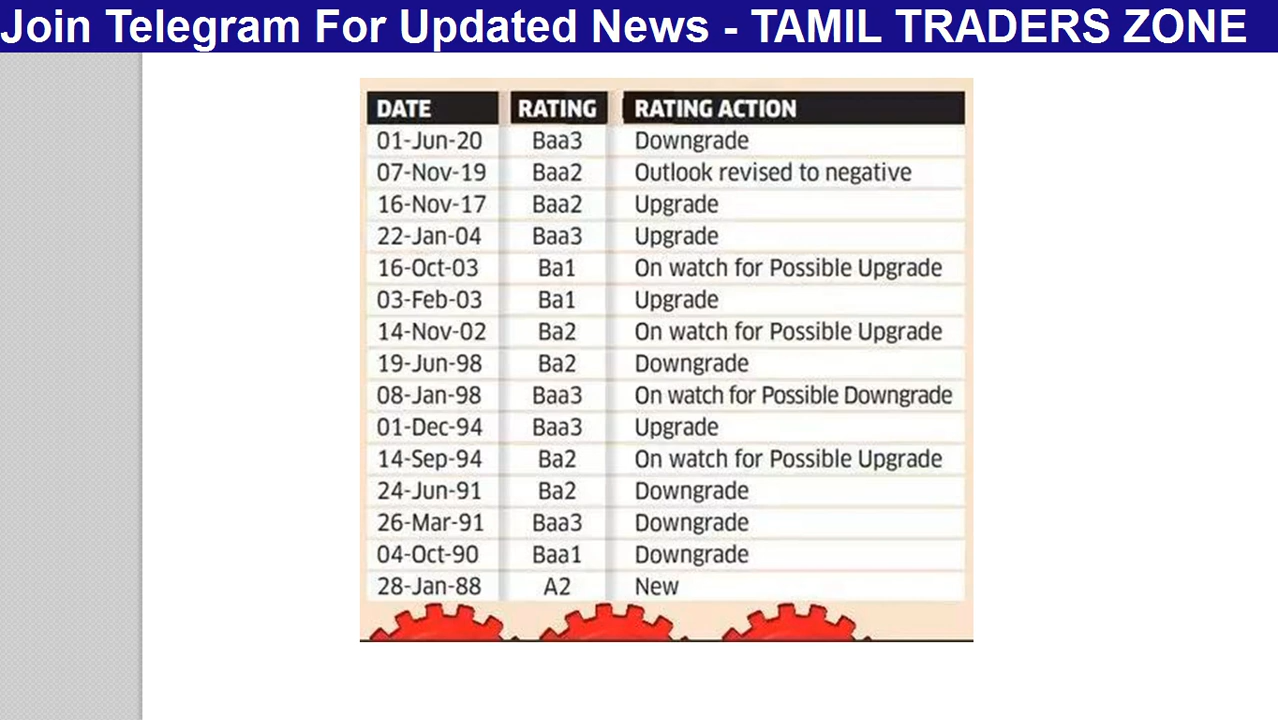 Join Telegram For Updated News - TAMIL TRADERS ZONE
DATE RATING RATING ACTION
01-Jun-20 Baa3 Downgrade
07-Nov-19 Baa2 Outlook revised to negative
16-Nov-17 Baa2 Upgrade
22-Jan-04 Baa3 Upgrade
16-Oct-03 Ba1 On watch for Possible Upgrade
03-Feb-03 Ba1 Upgrade
14-Nov-02 Ba2 On watch for Possible Upgrade
19-Jun-98 Ba2 Downgrade
08-Jan-98 Baa3 On watch for Possible Downgrade
01-Dec-94 Baa3 Upgrade
14-Sep-94 Ba2 On watch for Possible Upgrade
24-Jun-91 Ba2 Downgrade
26-Mar-91 Baa3 Downgrade
04-Oct-90 Baa1 Downgrade
28-Jan-88 A2 New